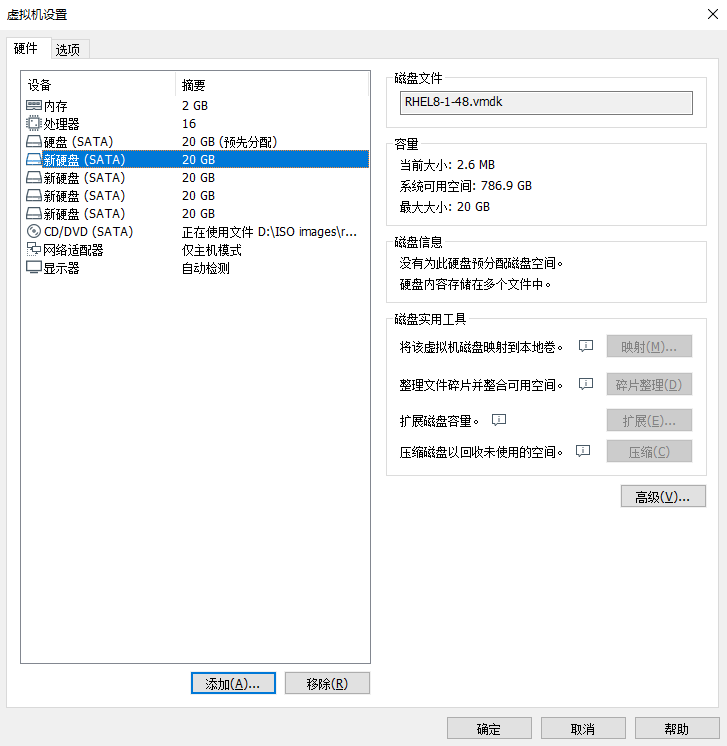 虚拟机设置
硬件 选项
设备 摘要
内存 2 GB
处理器 16
硬盘 (SATA) 20 GB (预先分配)
新硬盘 (SATA) 20 GB
新硬盘 (SATA) 20 GB
新硬盘 (SATA) 20 GB
新硬盘 (SATA) 20 GB
CD/DVD (SATA) 正在使用文件 D:\ISO images\r...
网络适配器 仅主机模式
显示器 自动检测
添加(A)... 移除(R)
磁盘文件
RHEL8-1-48.vmdk
容量
当前大小: 2.6 MB
系统可用空间: 786.9 GB
最大大小: 20 GB
磁盘信息
没有为此硬盘预分配磁盘空间。
硬盘内容存储在多个文件中。
磁盘实用工具
将该虚拟机磁盘映射到本地卷。 映射(M)...
整理文件碎片并整合可用空间。 碎片整理(D)
扩展磁盘容量。 扩展(E)...
压缩磁盘以回收未使用的空间。 压缩(C)
高级(V)...
确定 取消 帮助